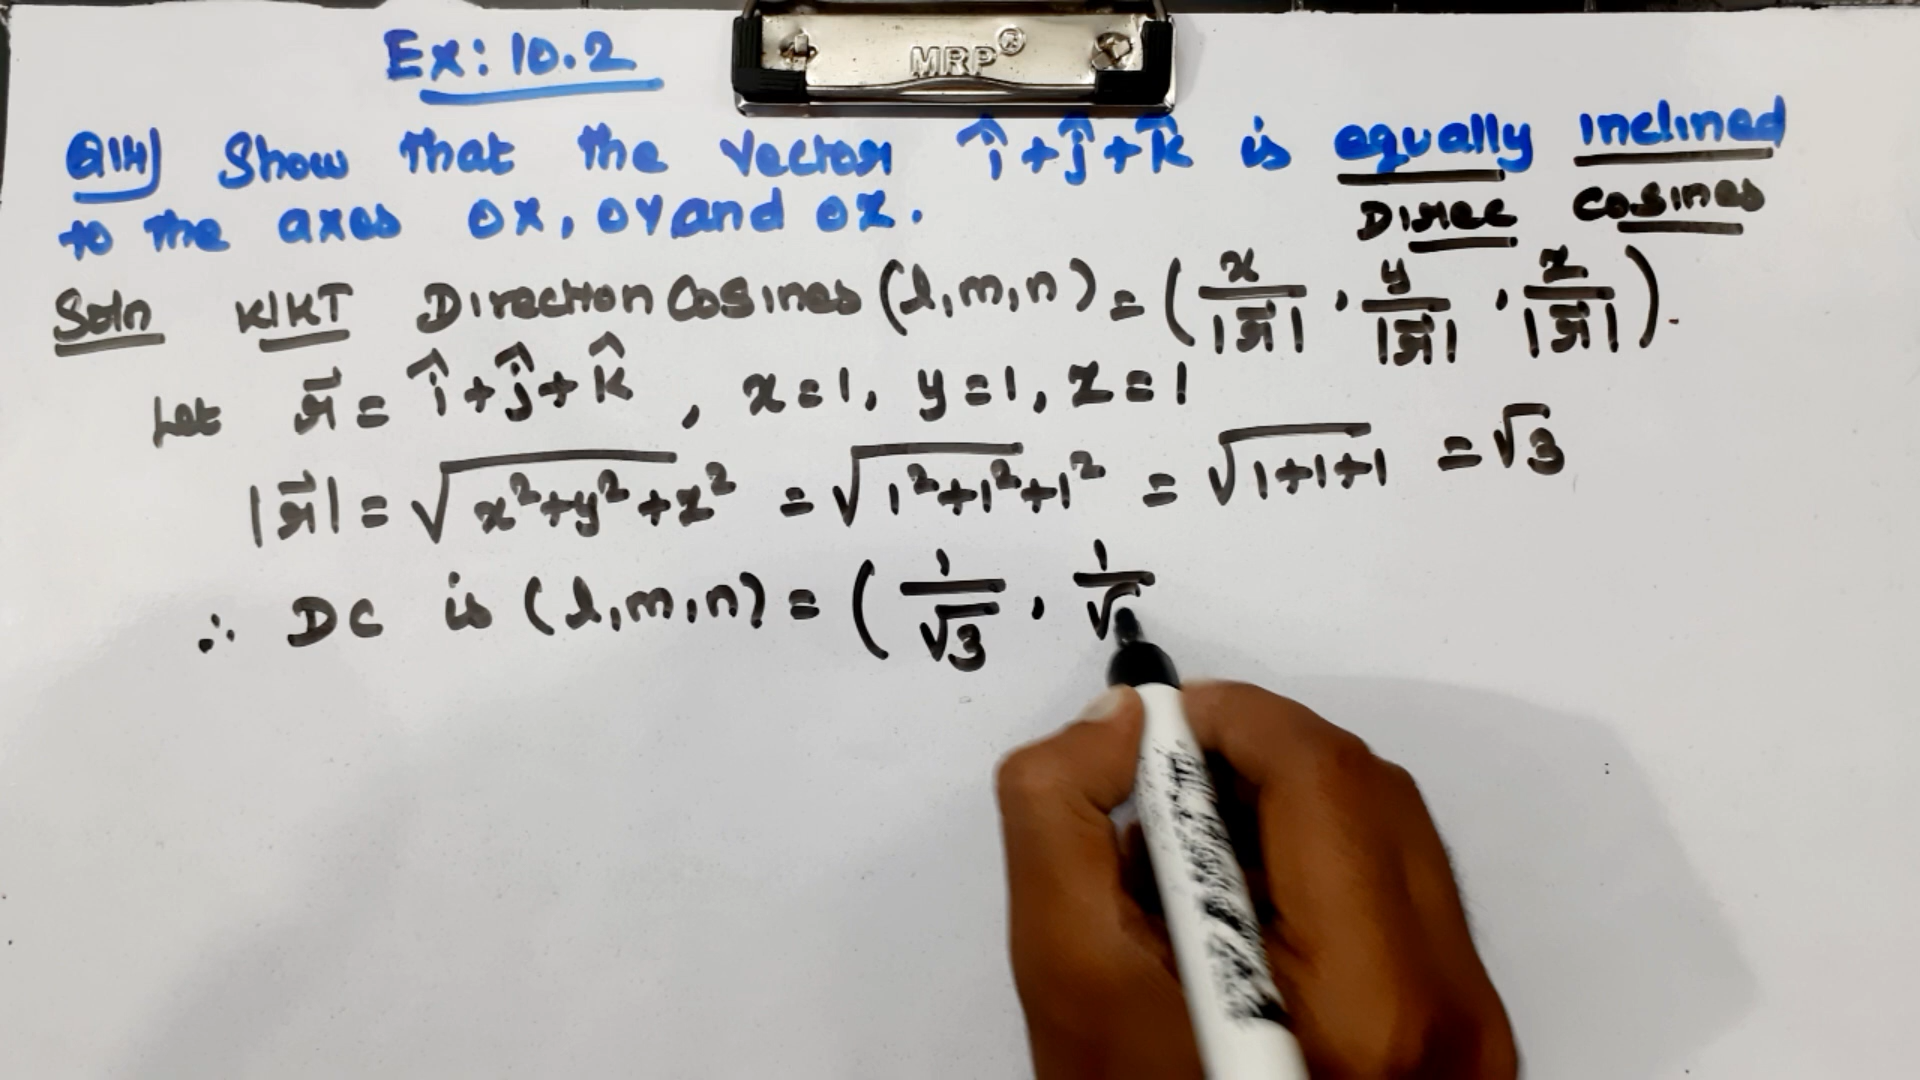 MRP®
Ex: 10.2
Q14) Show that the vector î+ĵ+k̂ is equally inclined
to the axes OX, OY and OZ.
Direc Cosines
Soln WKT Direction Cosines (l,m,n) = (x/|r⃗|, y/|r⃗|, z/|r⃗|).
Let r⃗ = î+ĵ+k̂, x=1, y=1, z=1
|r⃗| = √x²+y²+z² = √1²+1²+1² = √1+1+1 = √3
∴ DC is (l,m,n) = (1/√3, 1/√